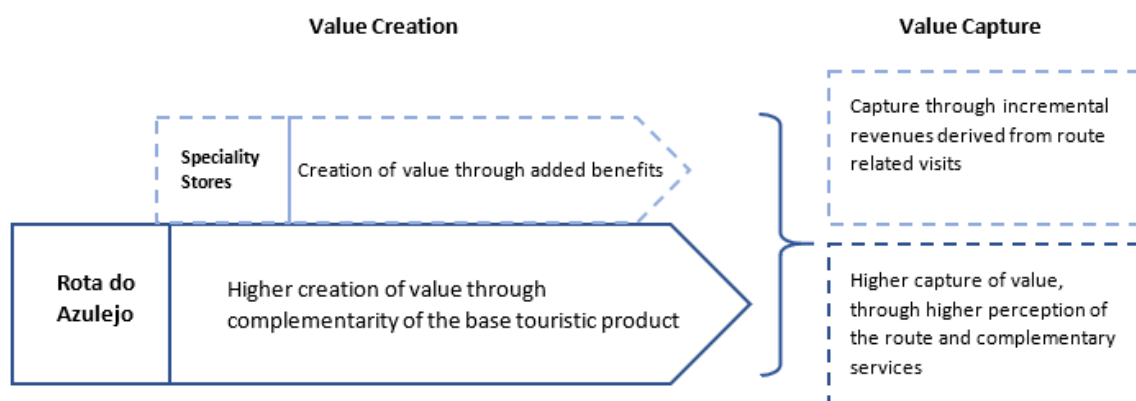 Value Creation
Value Capture
Speciality
Stores
Creation of value through added benefits
Capture through incremental
revenues derived from route
related visits
Rota do
Azulejo
Higher creation of value through
complementarity of the base touristic product
Higher capture of value,
through higher perception of
the route and complementary
services